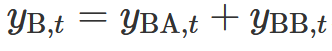 y_{B,t} = y_{BA,t} + y_{BB,t}